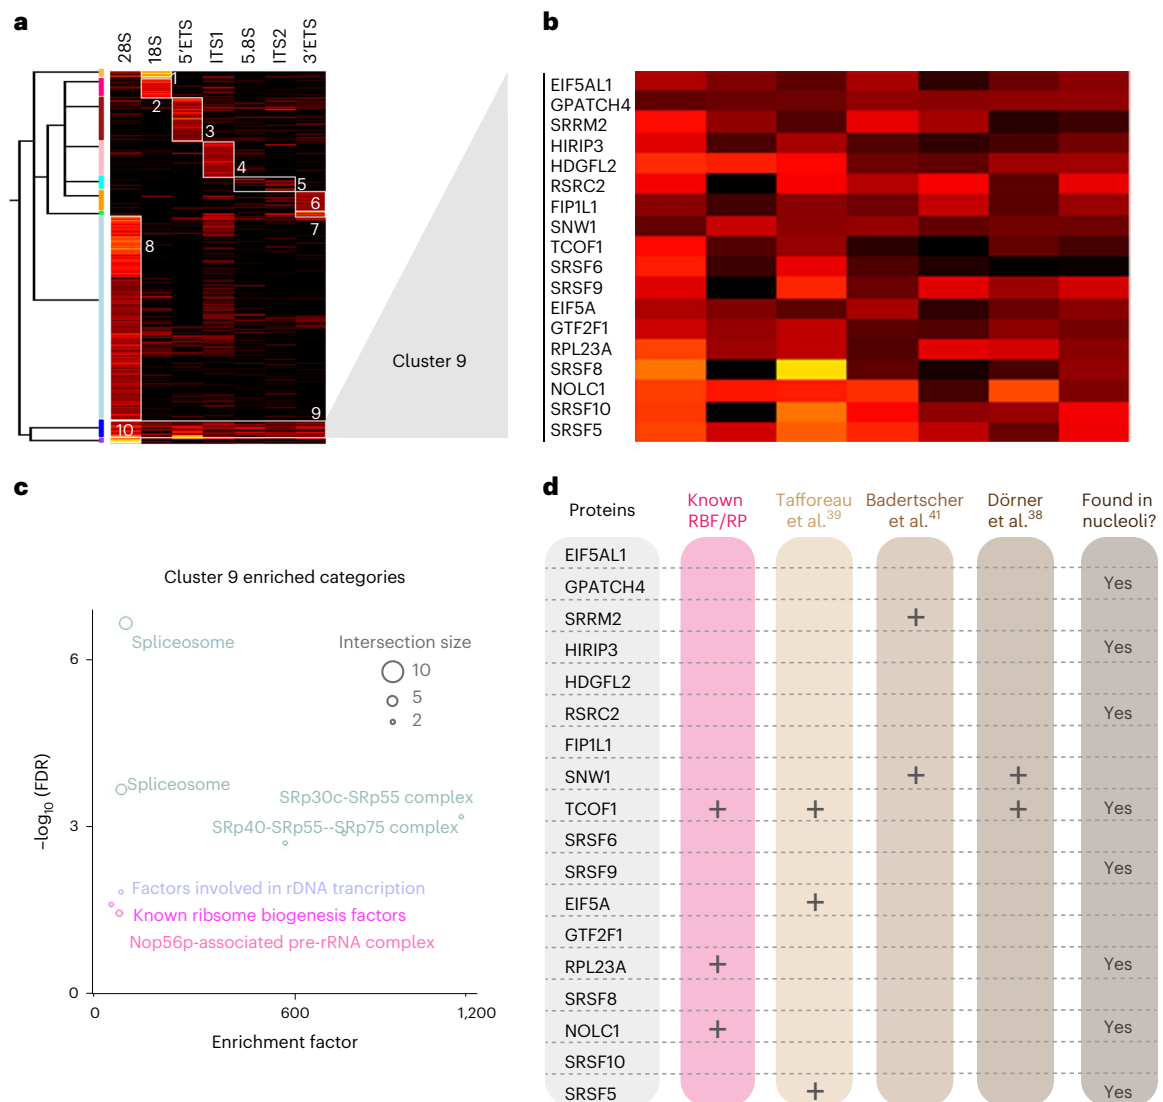 a
28S 18S 5′ETS ITS1 5.8S ITS2 3′ETS
1
2
3
4
5
6
7
8
9
10
Cluster 9
b
EIF5AL1
GPATCH4
SRRM2
HIRIP3
HDGFL2
RSRC2
FIP1L1
SNW1
TCOF1
SRSF6
SRSF9
EIF5A
GTF2F1
RPL23A
SRSF8
NOLC1
SRSF10
SRSF5
c
Cluster 9 enriched categories
Intersection size
10
5
2
Spliceosome
Spliceosome
SRp30c-SRp55 complex
SRp40-SRp55--SRp75 complex
Factors involved in rDNA trancription
Known ribsome biogenesis factors
Nop56p-associated pre-rRNA complex
–log10 (FDR)
6
3
0
0 600 1,200
Enrichment factor
d
Proteins
Known
RBF/RP
Tafforeau
et al.39
Badertscher
et al.41
Dörner
et al.38
Found in
nucleoli?
EIF5AL1
GPATCH4 Yes
SRRM2 +
HIRIP3 Yes
HDGFL2
RSRC2 Yes
FIP1L1
SNW1 + +
TCOF1 + + + Yes
SRSF6
SRSF9 Yes
EIF5A +
GTF2F1
RPL23A + Yes
SRSF8
NOLC1 + Yes
SRSF10
SRSF5 + Yes